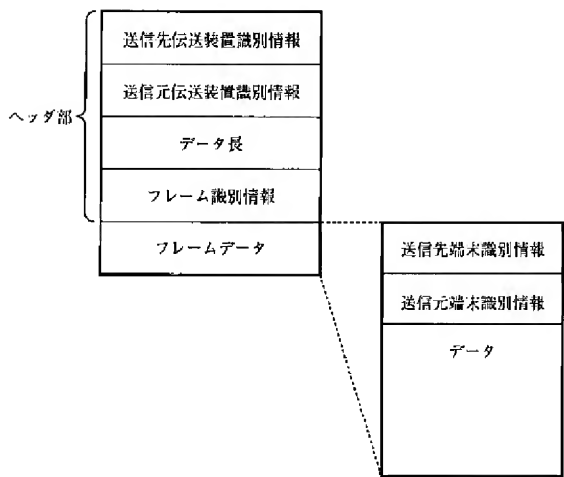 送信先伝送装置識別情報
送信元伝送装置識別情報
ヘッダ部
データ長
フレーム識別情報
フレームデータ
送信先端末識別情報
送信元端末識別情報
データ